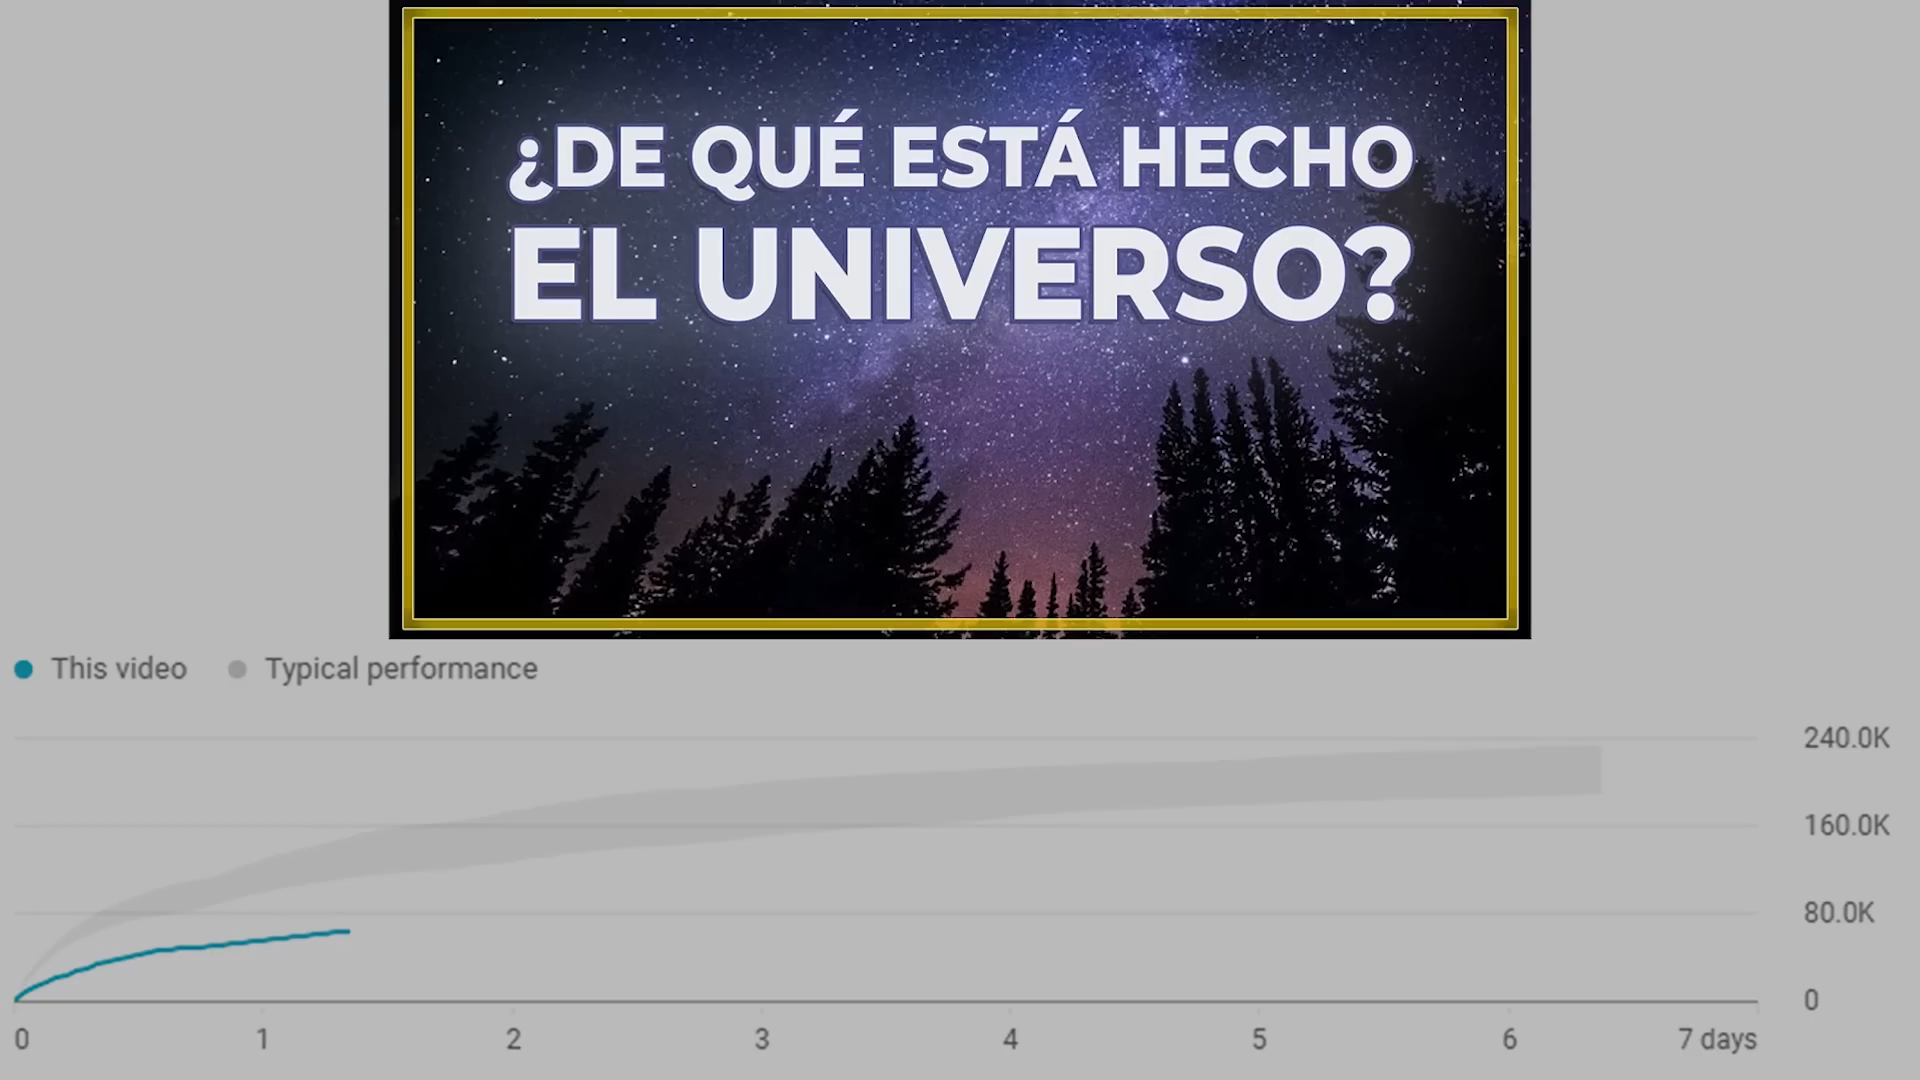 ¿DE QUÉ ESTÁ HECHO
EL UNIVERSO?
This video
Typical performance
240.0K
160.0K
80.0K
0
0 1 2 3 4 5 6 7 days